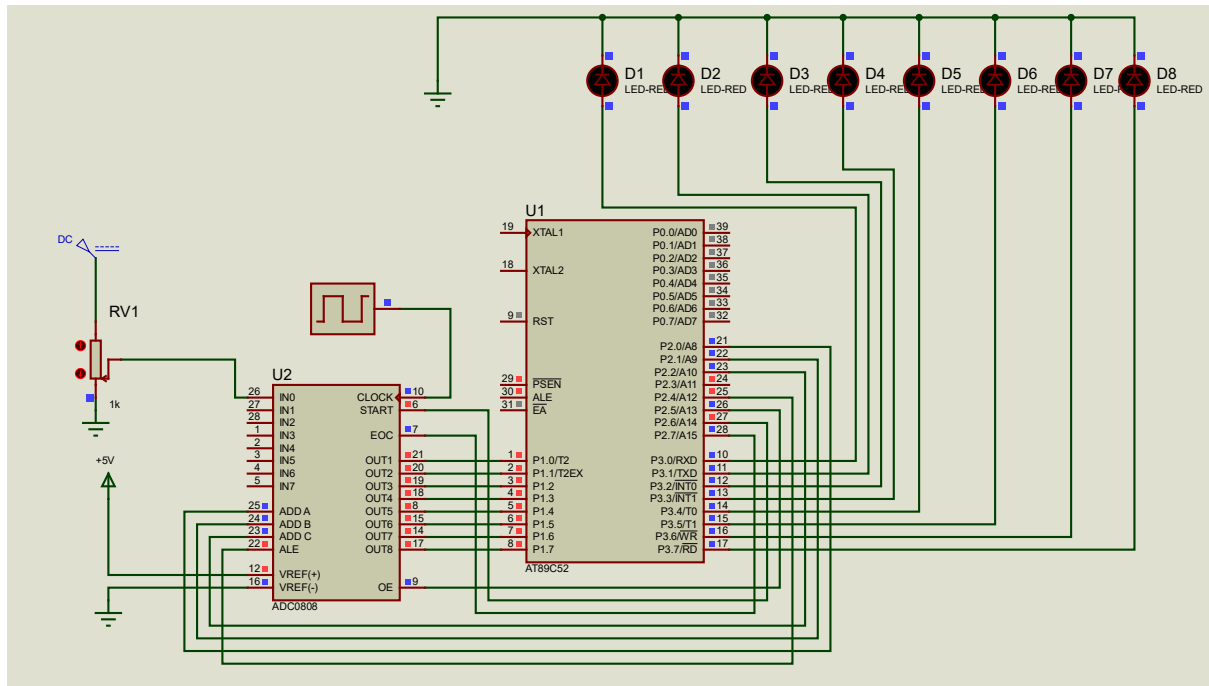 D1
LED-RED
D2
LED-RED
D3
LED-RED
D4
LED-RED
D5
LED-RED
D6
LED-RED
D7
D8
LED-RED
DC
RV1
1k
+5V
U2
26 IN0
27 IN1
28 IN2
1 IN3
2 IN4
3 IN5
4 IN6
5 IN7
25 ADD A
24 ADD B
23 ADD C
22 ALE
12 VREF(+)
16 VREF(-)
CLOCK 10
START 6
EOC 7
OUT1 21
OUT2 20
OUT3 19
OUT4 18
OUT5 8
OUT6 15
OUT7 14
OUT8 17
OE 9
ADC0808
U1
19 XTAL1
18 XTAL2
9 RST
29 PSEN
30 ALE
31 EA
1 P1.0/T2
2 P1.1/T2EX
3 P1.2
4 P1.3
5 P1.4
6 P1.5
7 P1.6
8 P1.7
P0.0/AD0 39
P0.1/AD1 38
P0.2/AD2 37
P0.3/AD3 36
P0.4/AD4 35
P0.5/AD5 34
P0.6/AD6 33
P0.7/AD7 32
P2.0/A8 21
P2.1/A9 22
P2.2/A10 23
P2.3/A11 24
P2.4/A12 25
P2.5/A13 26
P2.6/A14 27
P2.7/A15 28
P3.0/RXD 10
P3.1/TXD 11
P3.2/INT0 12
P3.3/INT1 13
P3.4/T0 14
P3.5/T1 15
P3.6/WR 16
P3.7/RD 17
AT89C52